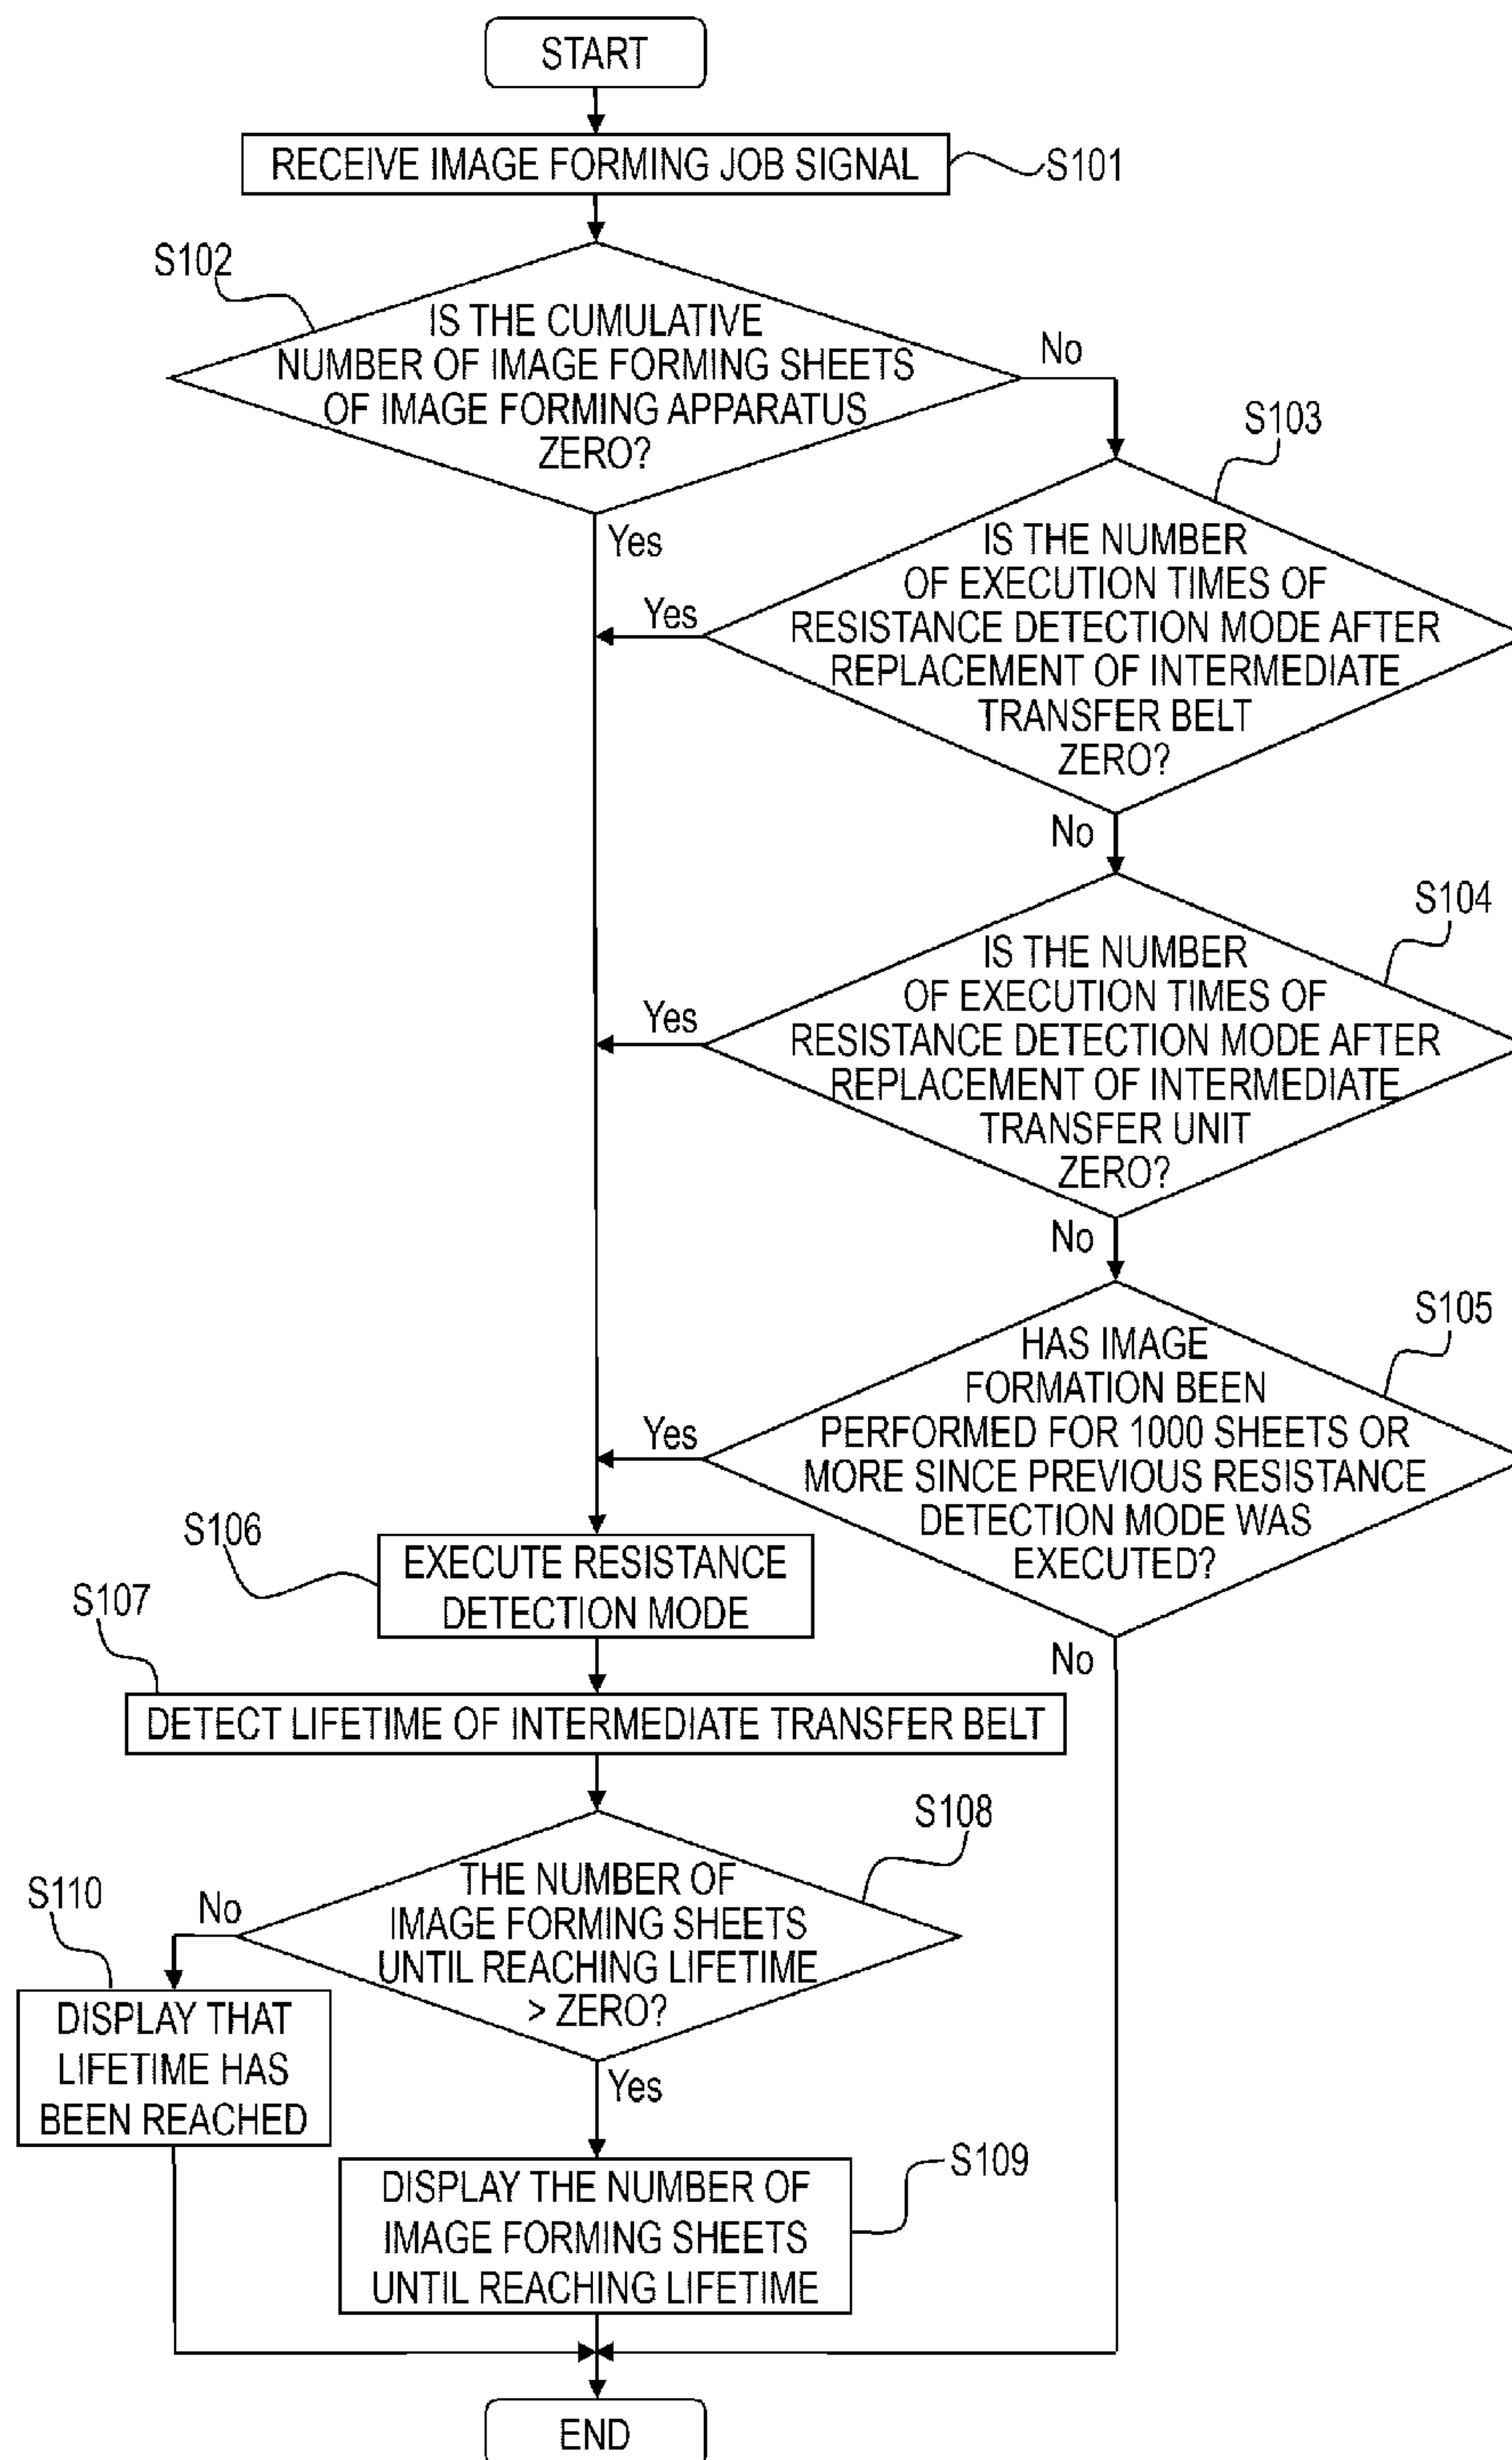 START
RECEIVE IMAGE FORMING JOB SIGNAL
S101
S102
IS THE CUMULATIVE
NUMBER OF IMAGE FORMING SHEETS
OF IMAGE FORMING APPARATUS
ZERO?
No
Yes
S103
IS THE NUMBER
OF EXECUTION TIMES OF
RESISTANCE DETECTION MODE AFTER
REPLACEMENT OF INTERMEDIATE
TRANSFER BELT
ZERO?
Yes
No
S104
IS THE NUMBER
OF EXECUTION TIMES OF
RESISTANCE DETECTION MODE AFTER
REPLACEMENT OF INTERMEDIATE
TRANSFER UNIT
ZERO?
Yes
No
S105
HAS IMAGE
FORMATION BEEN
PERFORMED FOR 1000 SHEETS OR
MORE SINCE PREVIOUS RESISTANCE
DETECTION MODE WAS
EXECUTED?
Yes
No
S106
EXECUTE RESISTANCE
DETECTION MODE
S107
DETECT LIFETIME OF INTERMEDIATE TRANSFER BELT
S108
THE NUMBER OF
IMAGE FORMING SHEETS
UNTIL REACHING LIFETIME
> ZERO?
No
Yes
S110
DISPLAY THAT
LIFETIME HAS
BEEN REACHED
S109
DISPLAY THE NUMBER OF
IMAGE FORMING SHEETS
UNTIL REACHING LIFETIME
END